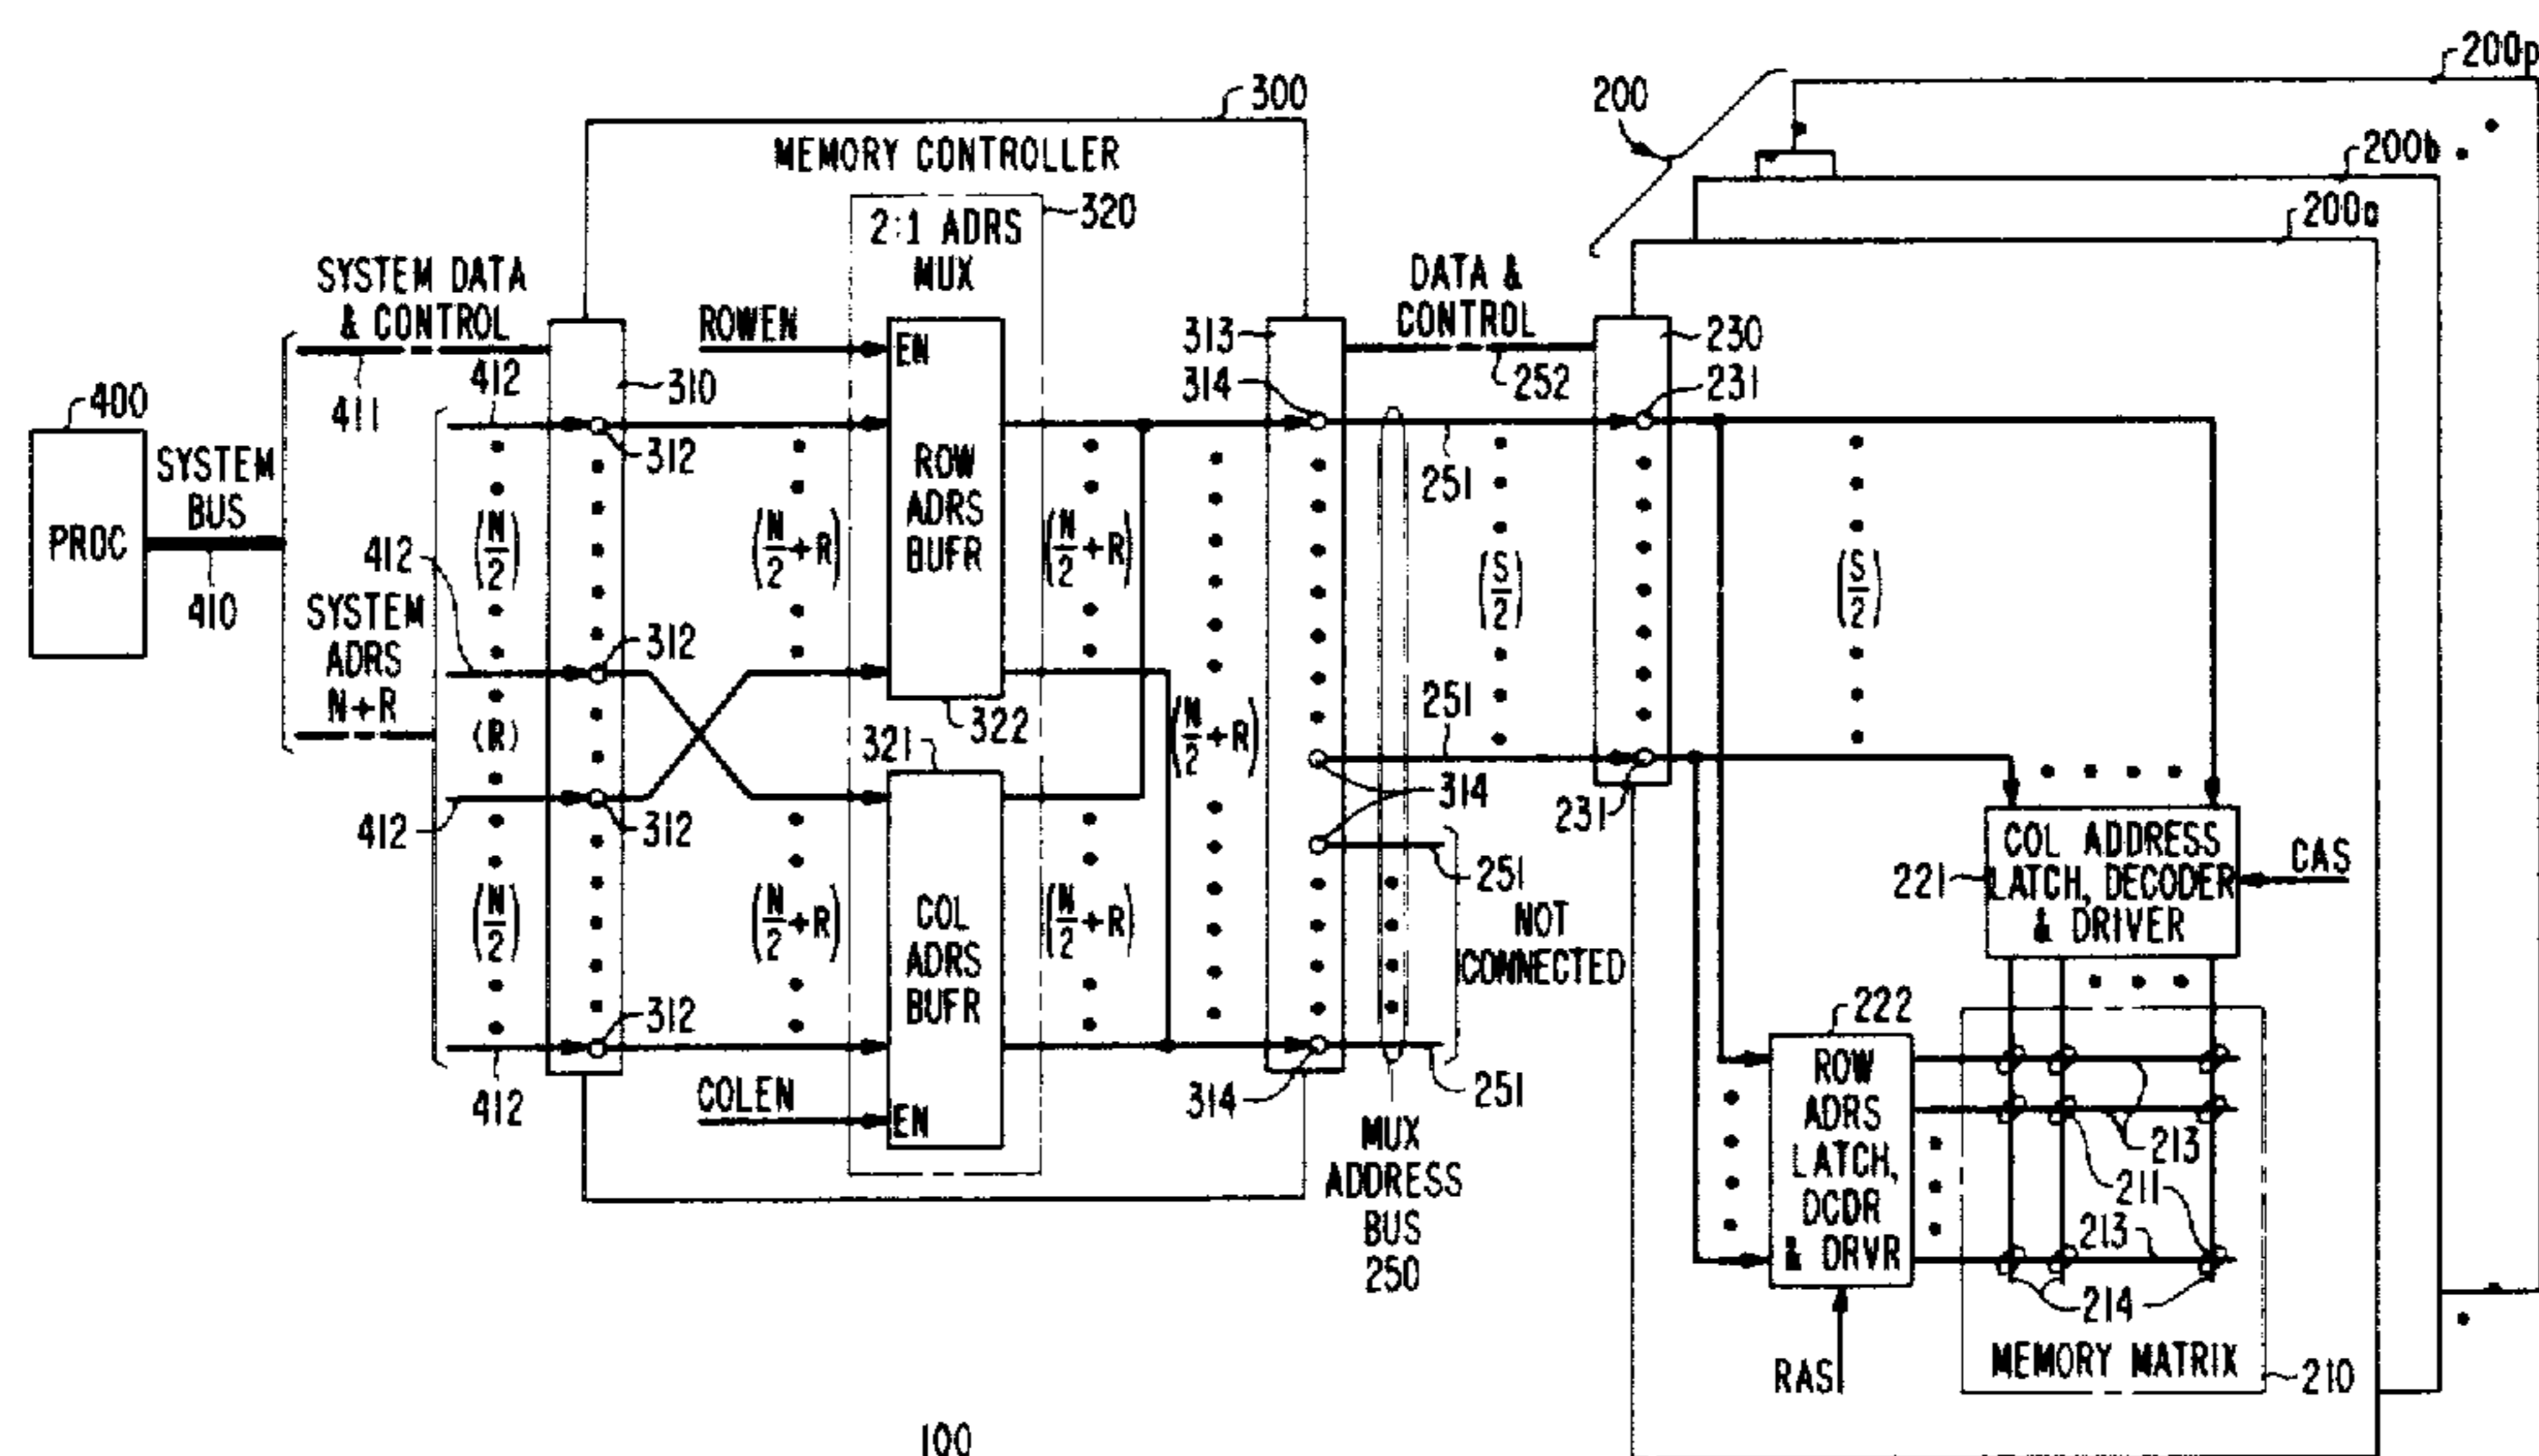 200p
300
200
200b
MEMORY CONTROLLER
200a
2:1 ADRS
MUX
320
SYSTEM DATA
& CONTROL
411
412
ROWEN
EN
313
DATA &
CONTROL
252
230
400
310
314
231
PROC
SYSTEM
BUS
410
312
ROW
ADRS
BUFR
251
(N/2)
(N/2+R)
(N/2+R)
(S/2)
(S/2)
412
SYSTEM
ADRS
N+R
312
(R)
322
321
(N/2+R)
251
412
312
314
231
COL ADDRESS
LATCH, DECODER
& DRIVER
221
CAS
251
(N/2)
(N/2+R)
COL
ADRS
BUFR
(N/2+R)
NOT
CONNECTED
312
412
COLEN
EN
314
251
MUX
ADDRESS
BUS
250
222
ROW
ADRS
LATCH,
DCDR
& DRVR
213
211
213
214
RAS
MEMORY MATRIX
210
100